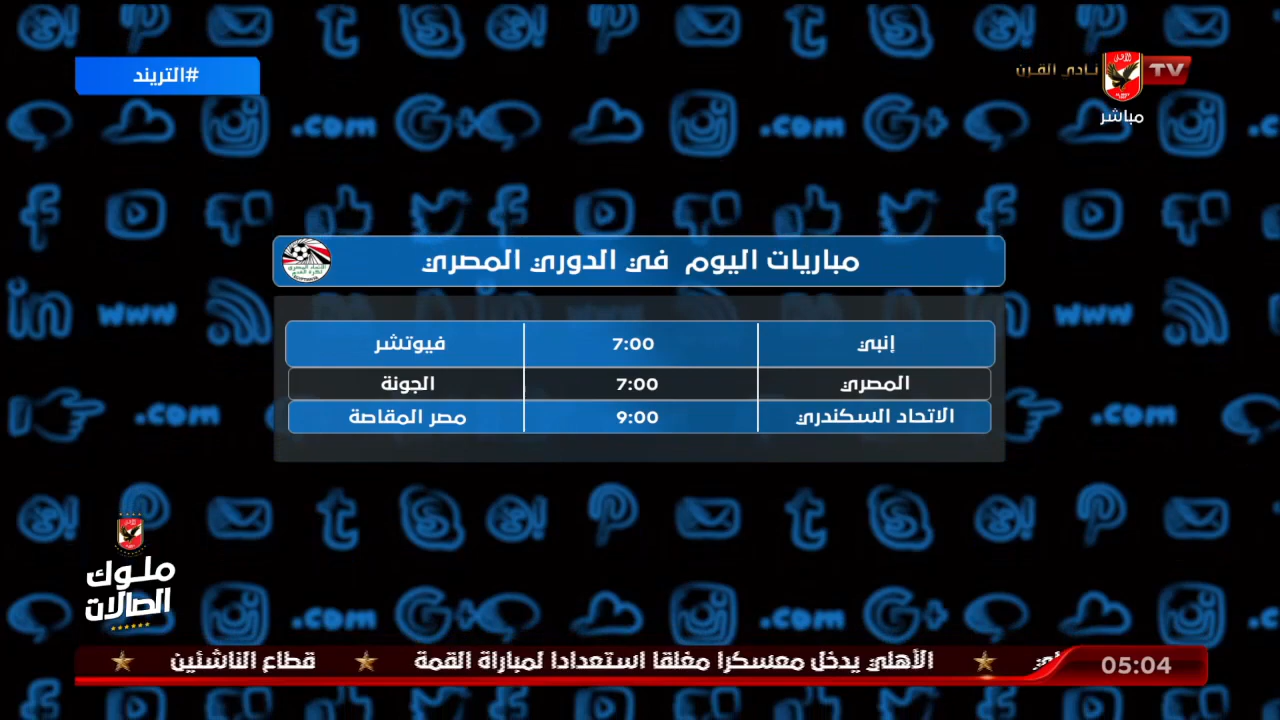 #التريند
نادي القرن TV
مباشر
مباريات اليوم في الدوري المصري
إنبي 7:00 فيوتشر
المصري 7:00 الجونة
الاتحاد السكندري 9:00 مصر المقاصة
ملوك
الصالات
05:04 الأهلي يدخل معسكرا مغلقا استعدادا لمباراة القمة قطاع الناشئين